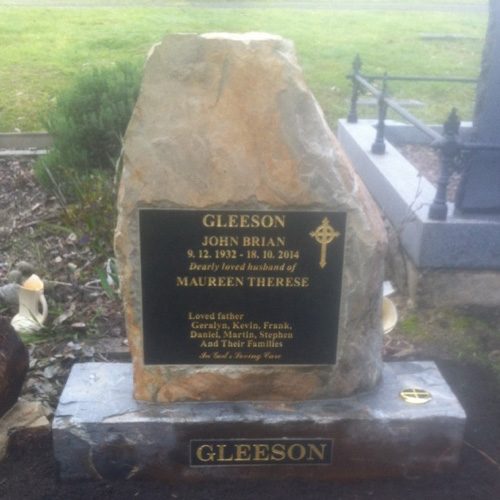 GLEESON
JOHN BRIAN
9. 12. 1932 - 18. 10. 2014
Dearly loved husband of
MAUREEN THERESE
Loved father
Geralyn, Kevin, Frank,
Daniel, Martin, Stephen
And Their Families
In God's Loving Care
GLEESON